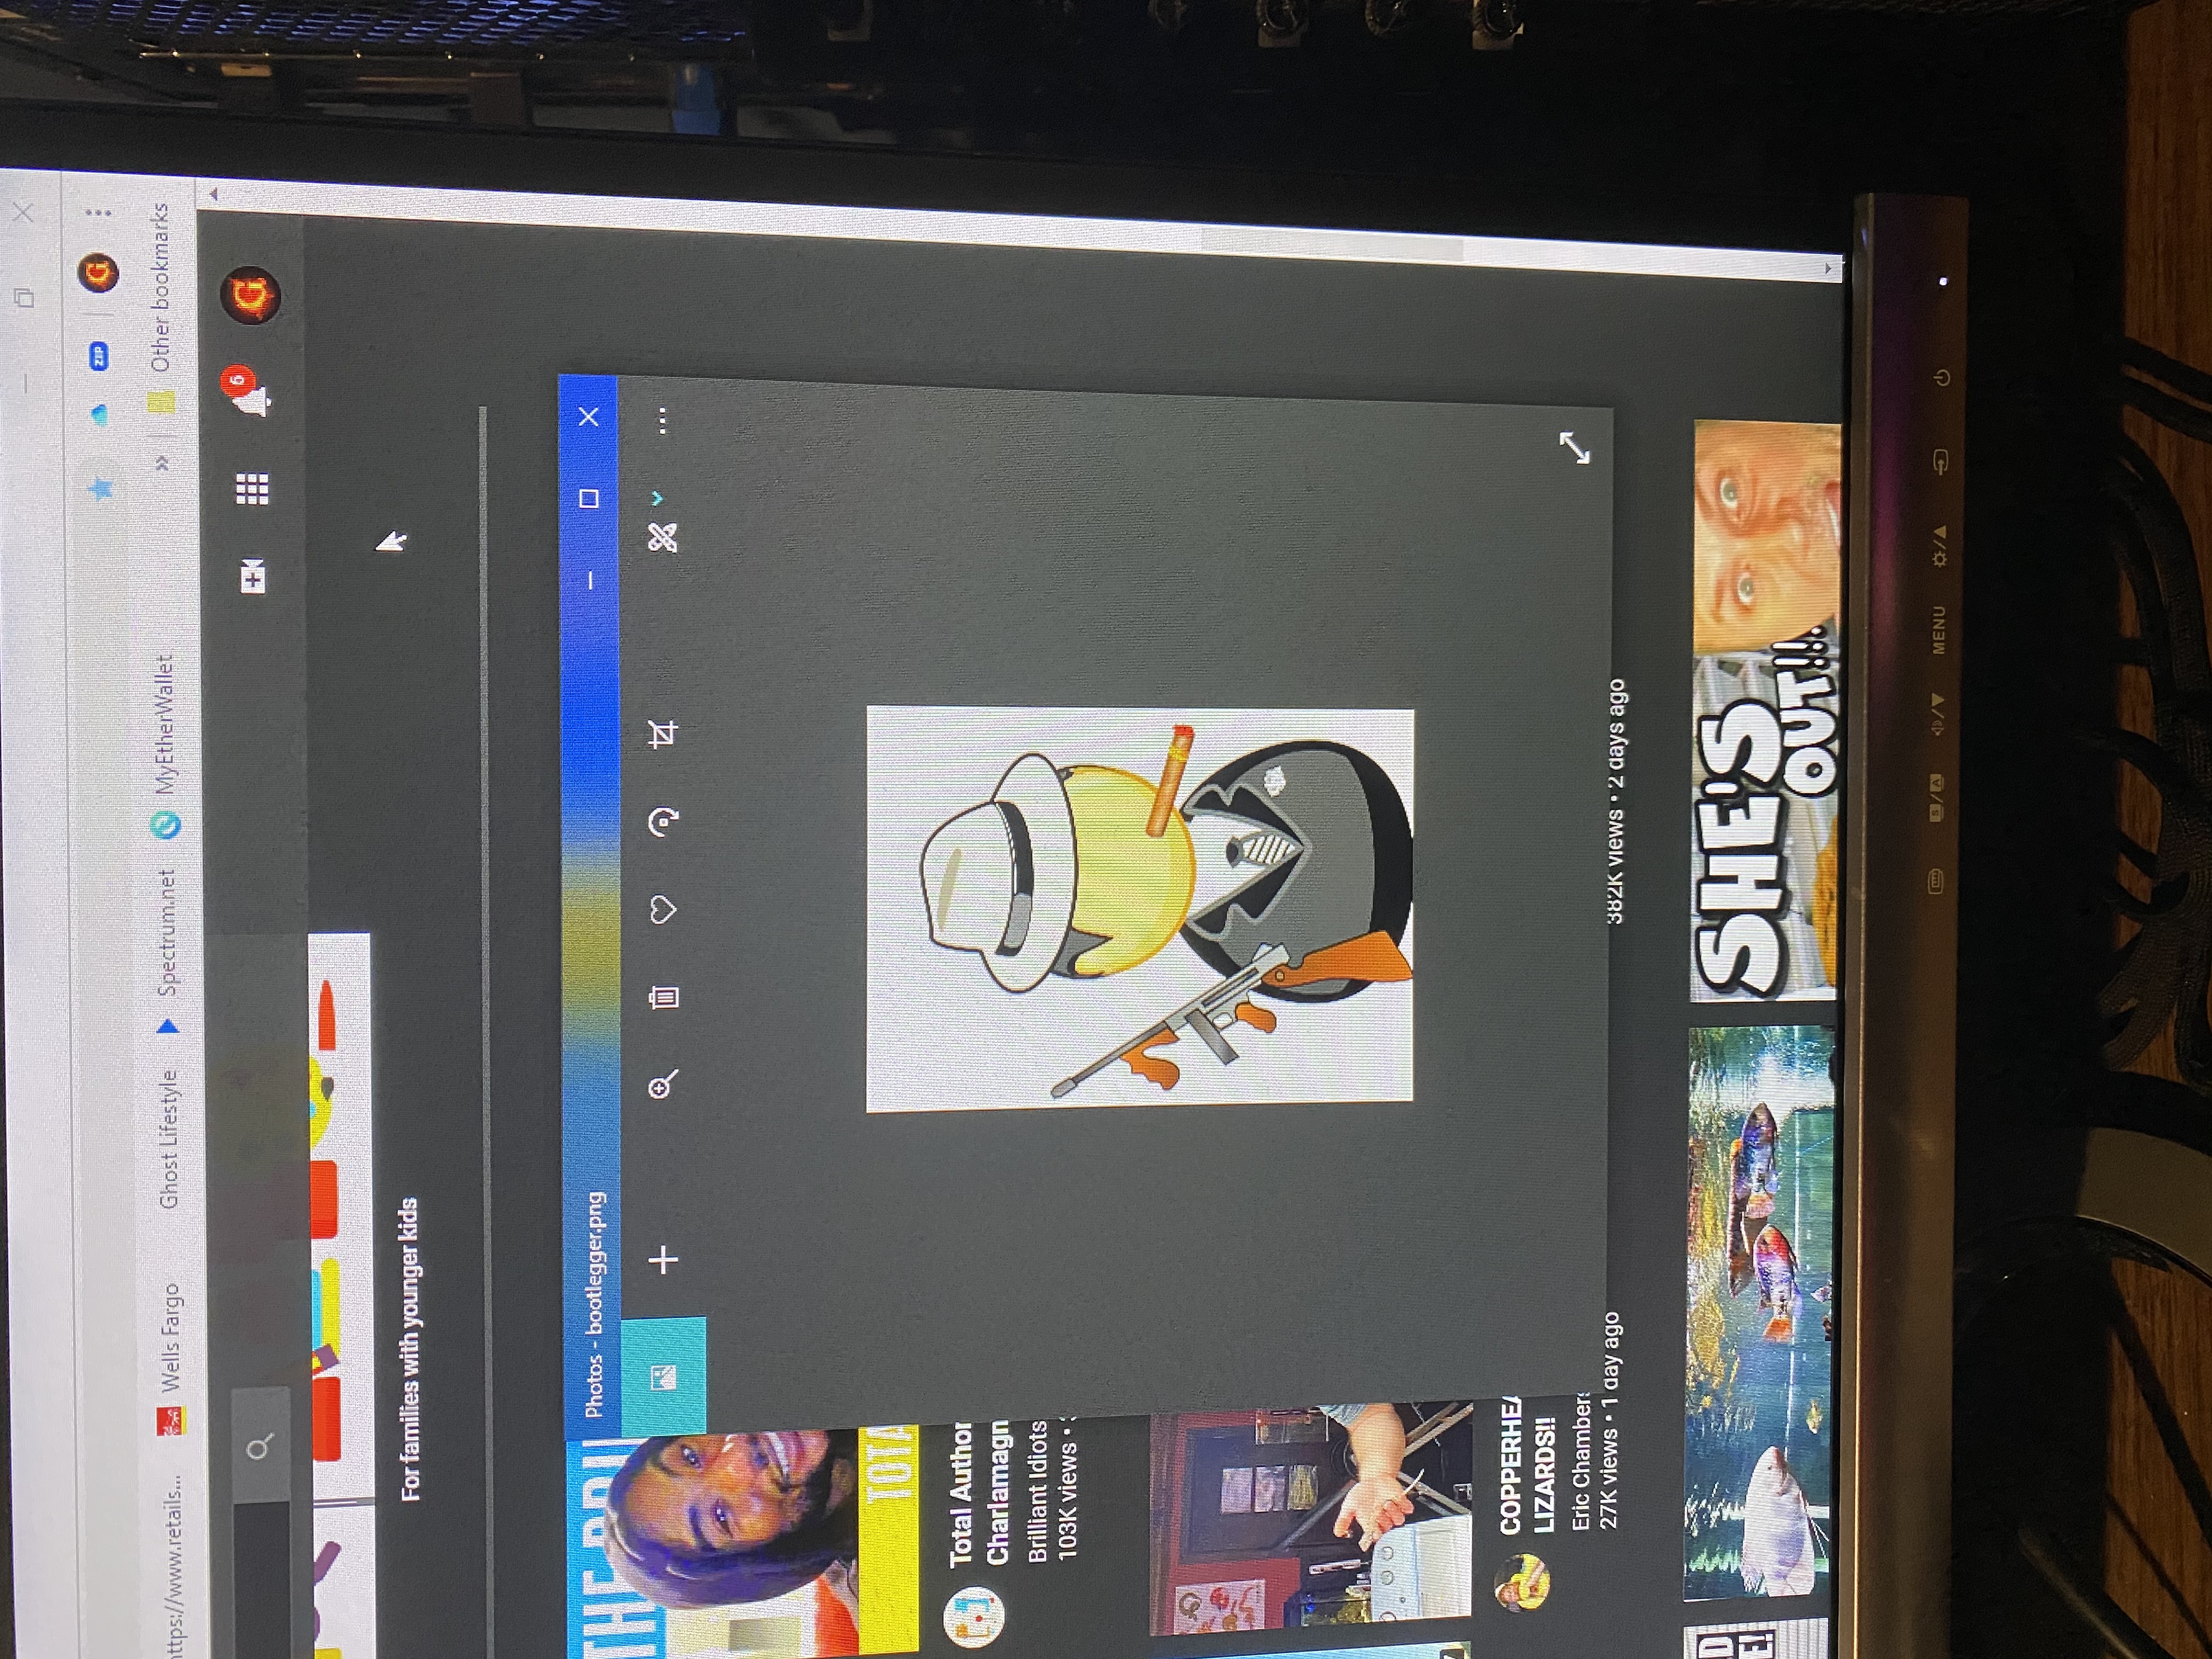 https://www.retails... Wells Fargo Ghost Lifestyle Spectrum.net MyEtherWallet » Other bookmarks
ZIP
G
6
G
For families with younger kids
THE
Photos - bootlegger.png
TOTA
Total Author
Charlamagn
Brilliant Idiots
103K views •
COPPERHEA
LIZARDS!!
Eric Chambers
27K views • 1 day ago
382K views • 2 days ago
D
E!
SHE'S
OUT!!!
S/A MENU